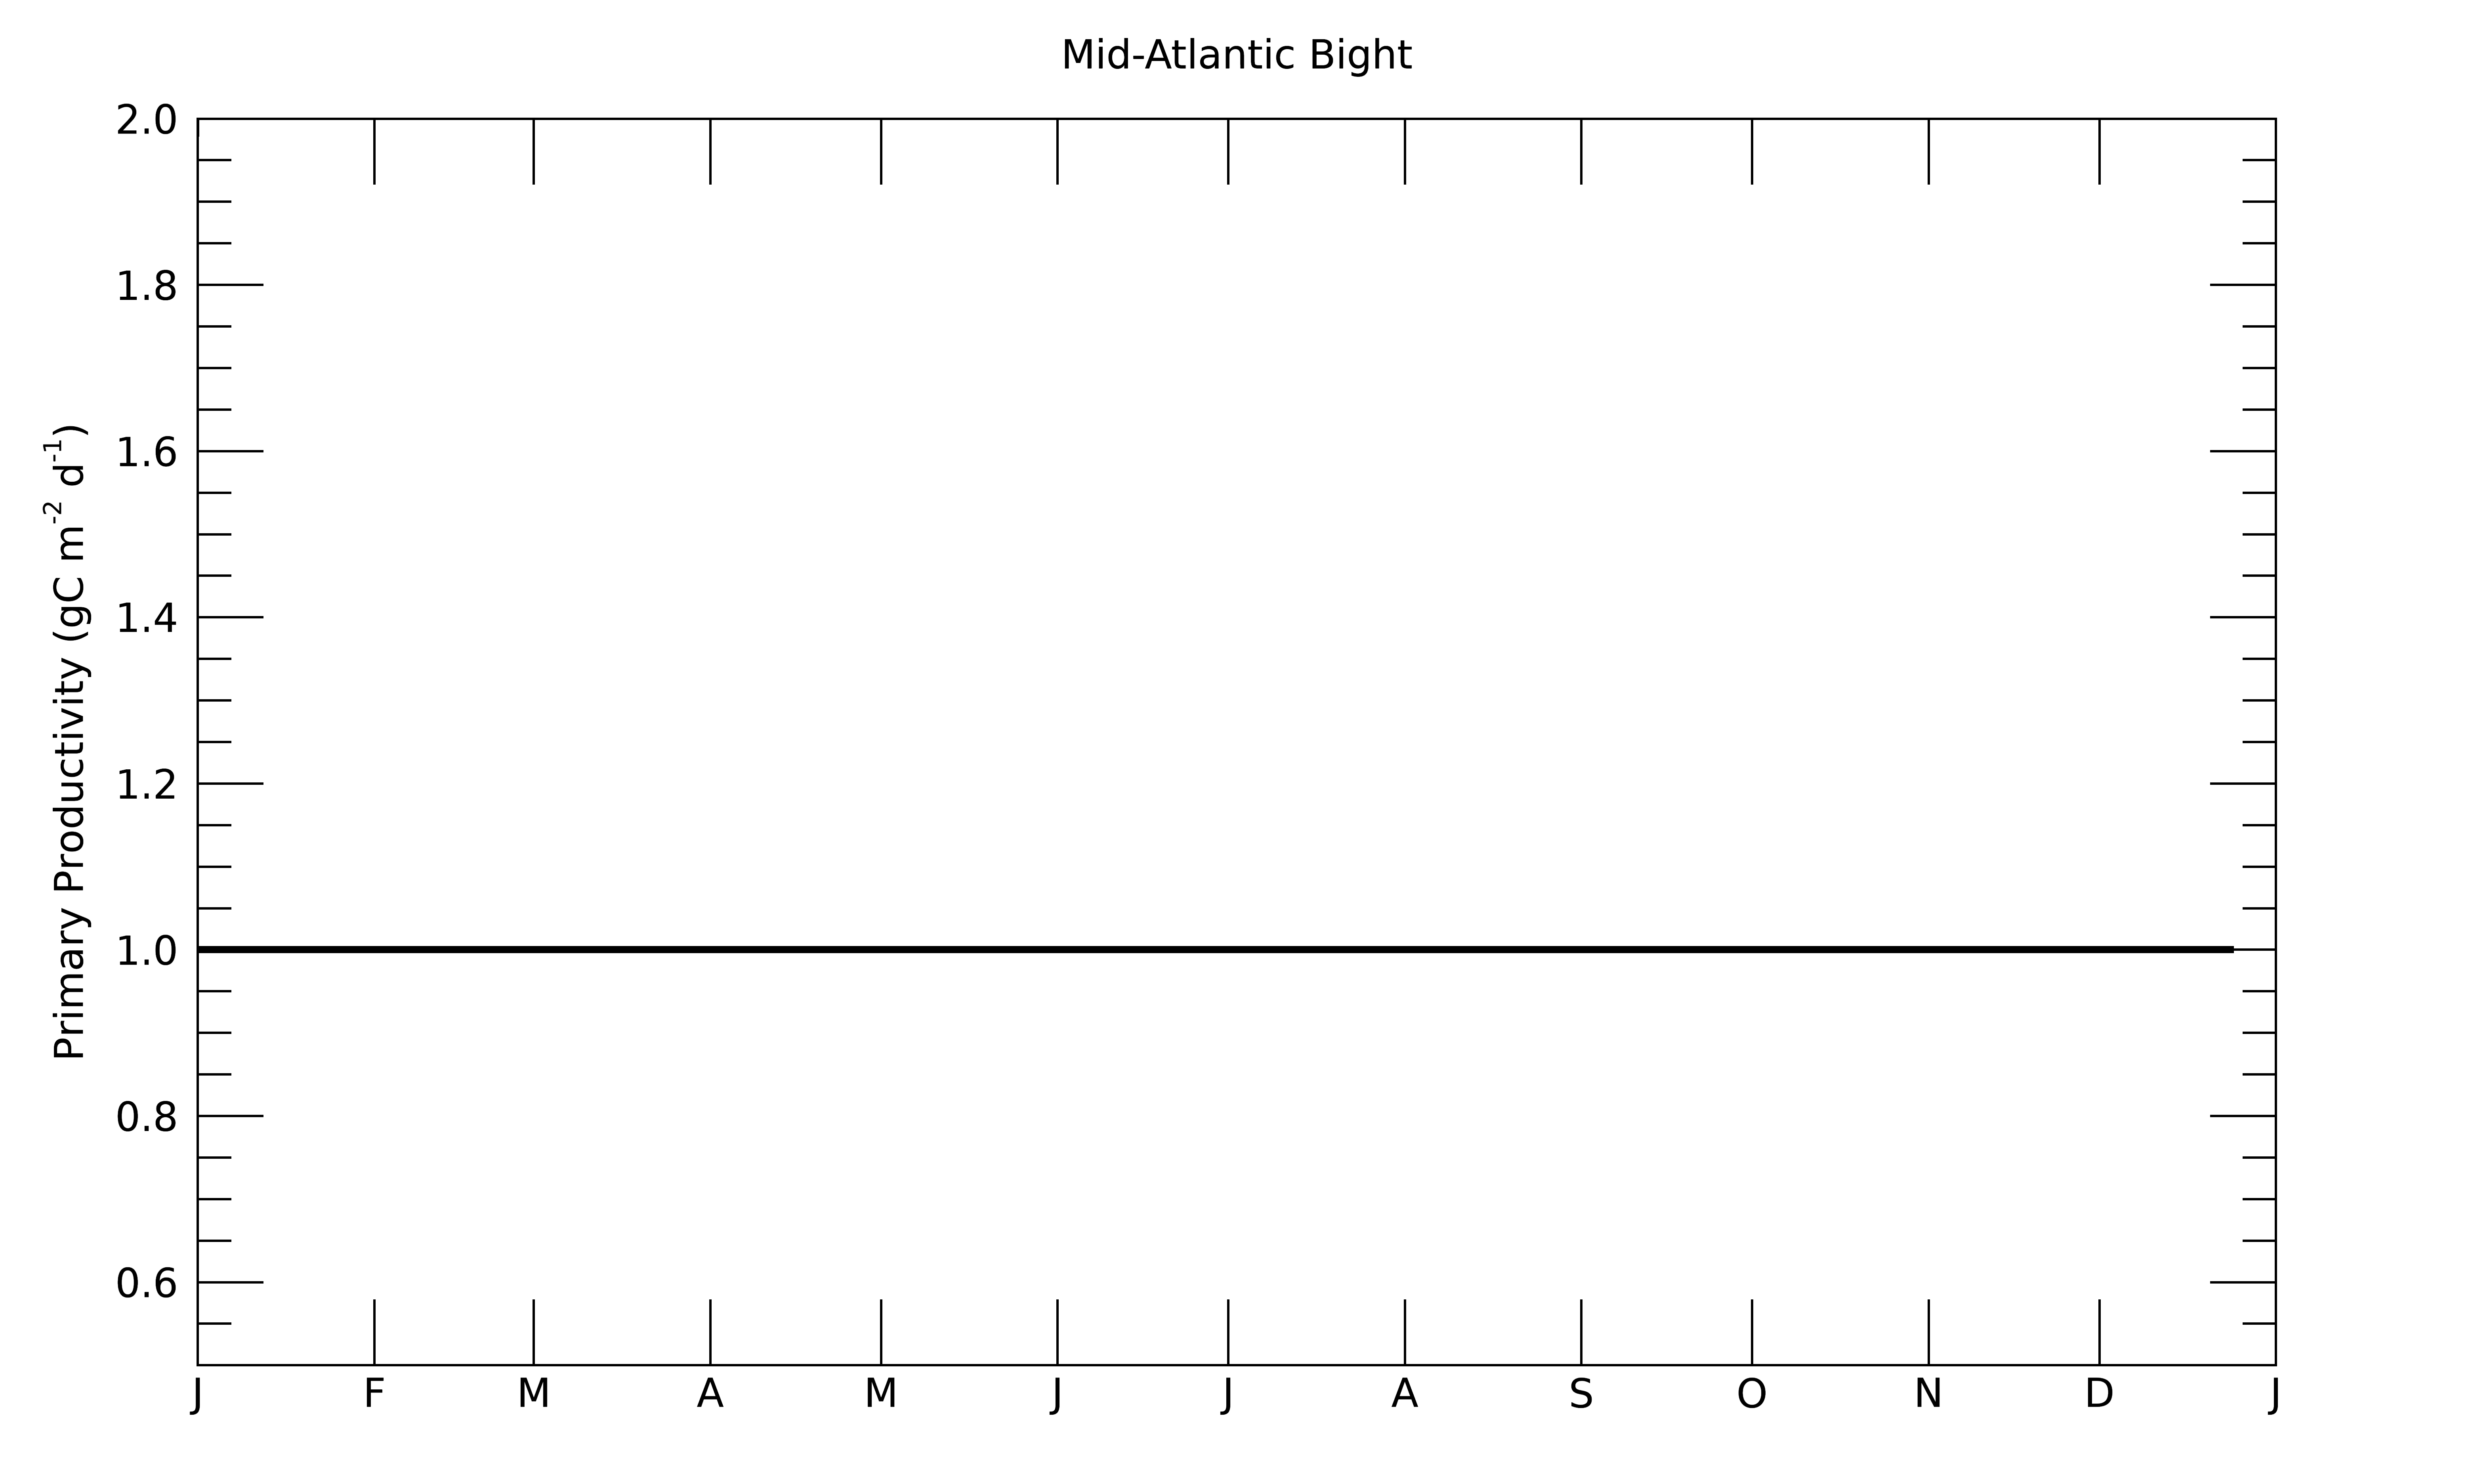 Mid-Atlantic Bight
Primary Productivity (gC m⁻² d⁻¹)
2.0
1.8
1.6
1.4
1.2
1.0
0.8
0.6
J F M A M J J A S O N D J